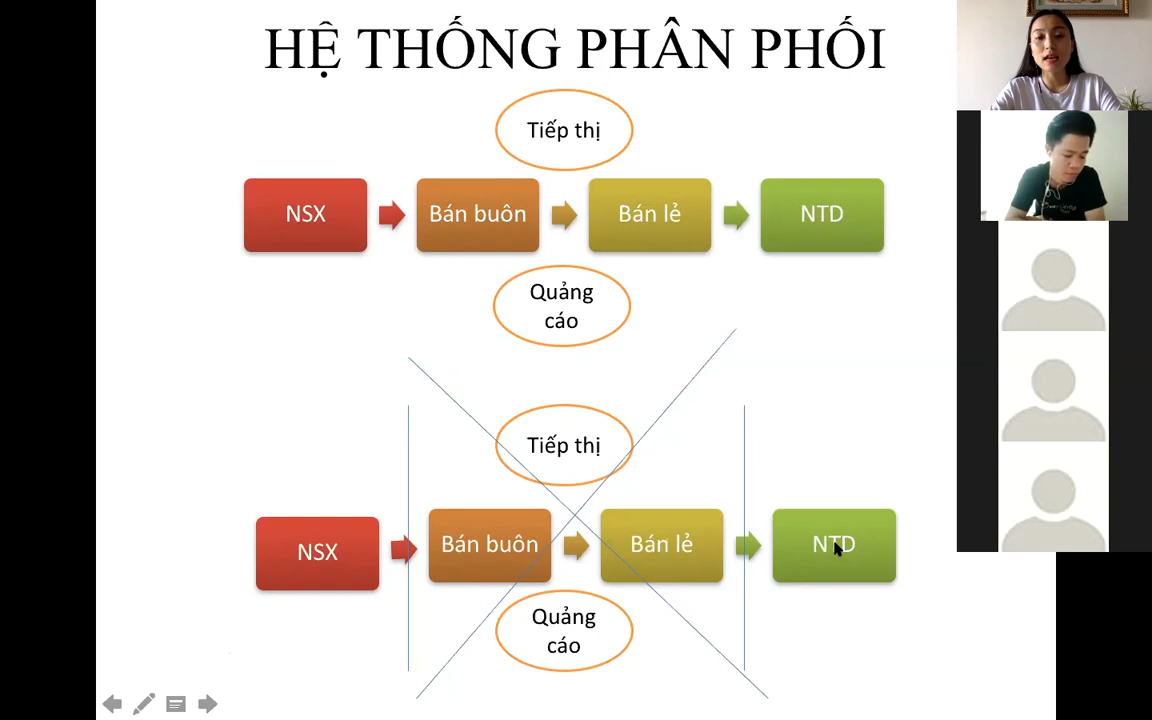 HỆ THỐNG PHÂN PHỐI
Tiếp thị
NSX
Bán buôn
Bán lẻ
NTD
Quảng
cáo
Tiếp thị
NSX
Bán buôn
Bán lẻ
NTD
Quảng
cáo